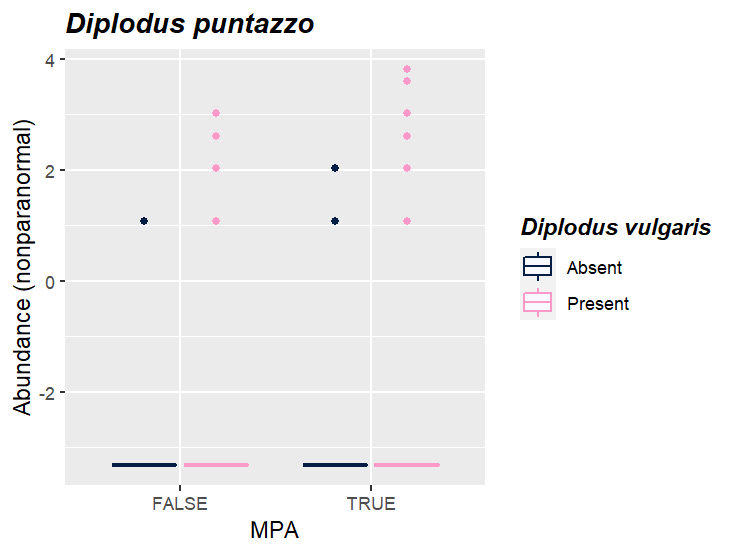 Diplodus puntazzo
Abundance (nonparanormal)
4
2
0
-2
FALSE
TRUE
MPA
Diplodus vulgaris
Absent
Present